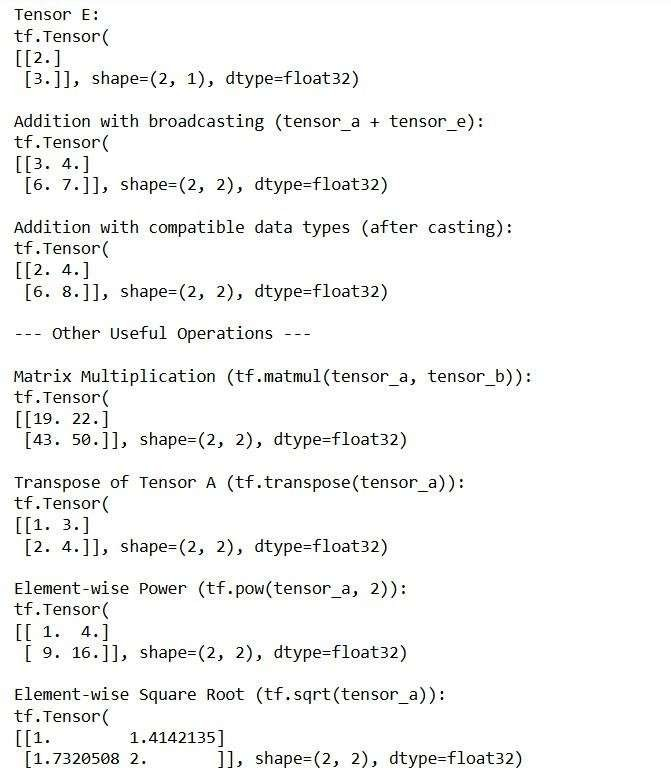 Tensor E:
tf.Tensor(
[[2.]
 [3.]], shape=(2, 1), dtype=float32)
Addition with broadcasting (tensor_a + tensor_e):
tf.Tensor(
[[3. 4.]
 [6. 7.]], shape=(2, 2), dtype=float32)
Addition with compatible data types (after casting):
tf.Tensor(
[[2. 4.]
 [6. 8.]], shape=(2, 2), dtype=float32)
--- Other Useful Operations ---
Matrix Multiplication (tf.matmul(tensor_a, tensor_b)):
tf.Tensor(
[[19. 22.]
 [43. 50.]], shape=(2, 2), dtype=float32)
Transpose of Tensor A (tf.transpose(tensor_a)):
tf.Tensor(
[[1. 3.]
 [2. 4.]], shape=(2, 2), dtype=float32)
Element-wise Power (tf.pow(tensor_a, 2)):
tf.Tensor(
[[ 1.  4.]
 [ 9. 16.]], shape=(2, 2), dtype=float32)
Element-wise Square Root (tf.sqrt(tensor_a)):
tf.Tensor(
[[1.        1.4142135]
 [1.7320508 2.       ]], shape=(2, 2), dtype=float32)